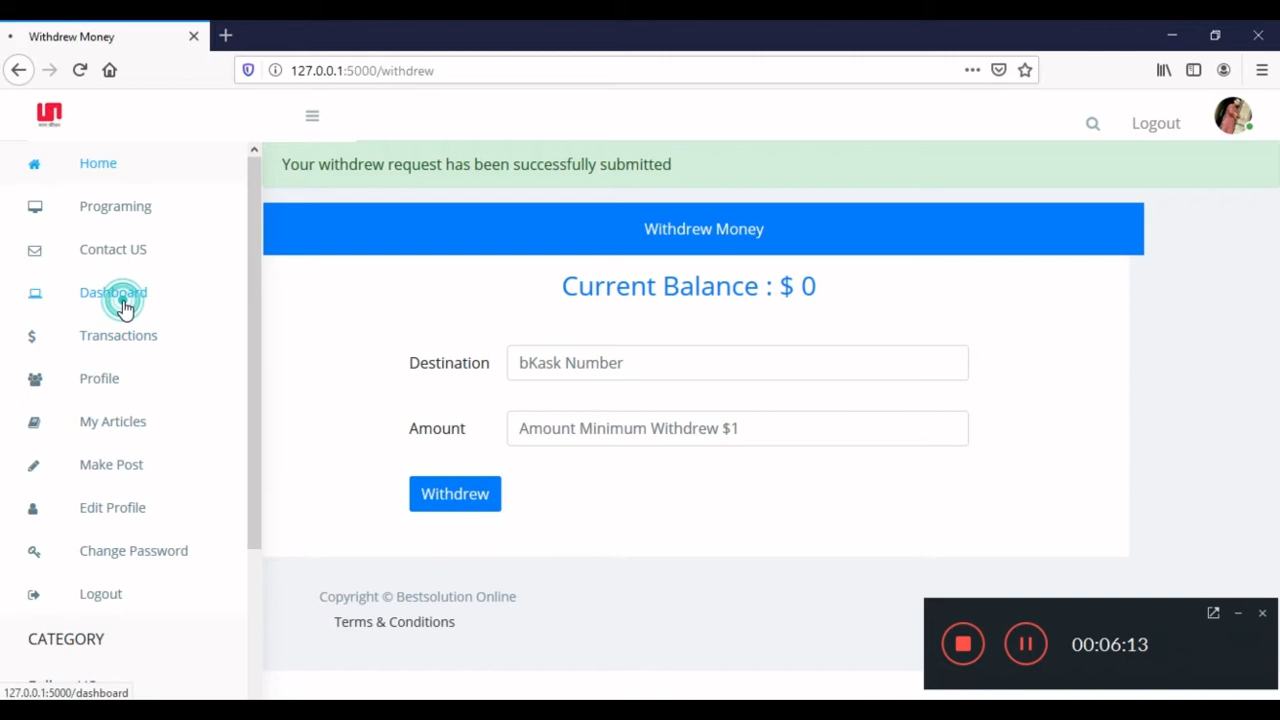 Withdrew Money
127.0.0.1:5000/withdrew
Logout
Home
Programing
Contact US
Dashboard
Transactions
Profile
My Articles
Make Post
Edit Profile
Change Password
Logout
CATEGORY
127.0.0.1:5000/dashboard
Your withdrew request has been successfully submitted
Withdrew Money
Current Balance : $ 0
Destination
bKask Number
Amount
Amount Minimum Withdrew $1
Withdrew
Copyright © Bestsolution Online
Terms & Conditions
00:06:13